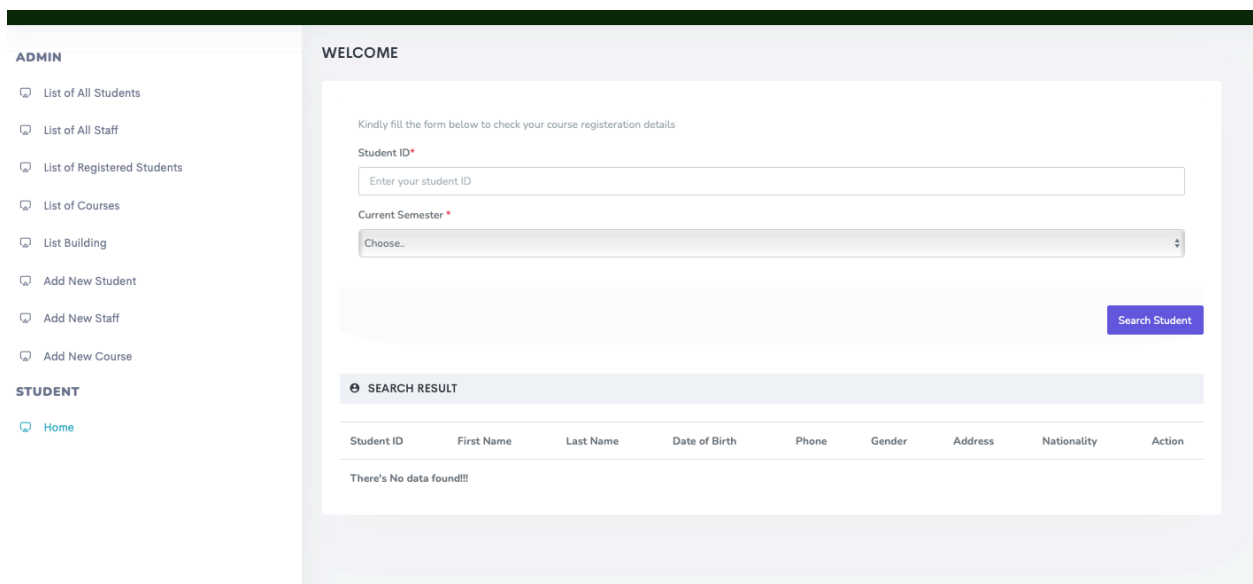 ADMIN
List of All Students
List of All Staff
List of Registered Students
List of Courses
List Building
Add New Student
Add New Staff
Add New Course
STUDENT
Home
WELCOME
Kindly fill the form below to check your course registeration details
Student ID*
Enter your student ID
Current Semester *
Choose..
Search Student
SEARCH RESULT
Student ID First Name Last Name Date of Birth Phone Gender Address Nationality Action
There's No data found!!!